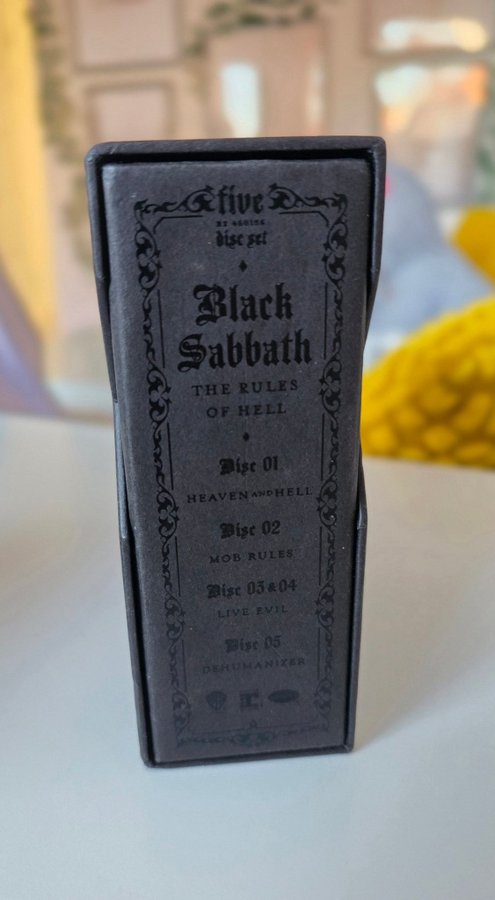 five
disc set
Black
Sabbath
THE RULES
OF HELL
Disc 01
HEAVEN AND HELL
Disc 02
MOB RULES
Disc 03 & 04
LIVE EVIL
Disc 05
DEHUMANIZER